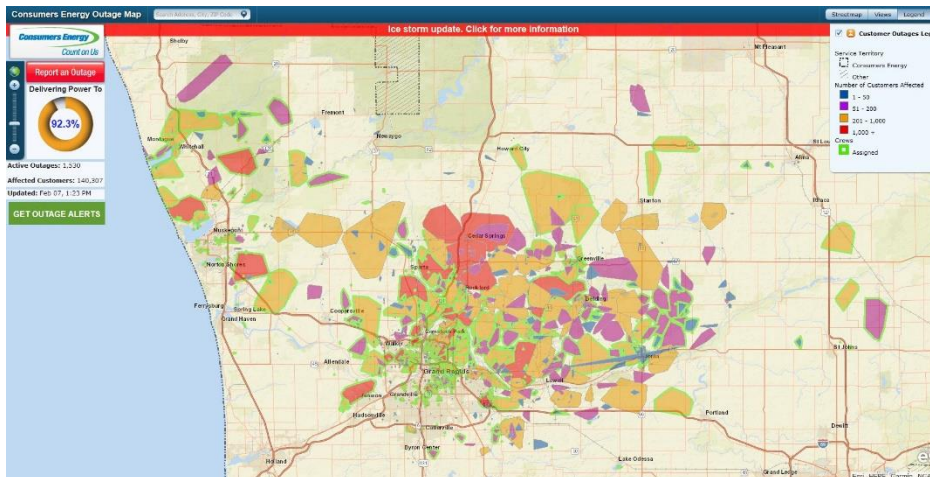 Consumers Energy Outage Map
Search Address, City, ZIP Code
Streetmap
Views
Legend
Ice storm update. Click for more information
Consumers Energy
Count on Us
Report an Outage
Delivering Power To
92.3%
Active Outages: 1,530
Affected Customers: 140,307
Updated: Feb 07, 1:23 PM
GET OUTAGE ALERTS
Customer Outages Leg
Service Territory
Consumers Energy
Other
Number of Customers Affected
1 - 50
51 - 200
201 - 1,000
1,000 +
Crews
Assigned
Shelby
Mt Pleasant
Fremont
Newaygo
Montague
Whitehall
Howard City
St Lou
Alma
Ithaca
Stanton
Muskegon
Cedar Springs
Greenville
Norton Shores
Sparta
Rockford
Belding
Ferrysburg
Spring Lake
Grand Haven
Coopersville
Comstock Park
Walker
Allendale
Grand Rapids
Lowell
Ionia
St Johns
Jenison
Grandville
Hudsonville
Cutlerville
Byron Center
Portland
Dewitt
Holland
Lake Odessa
Grand Ledge